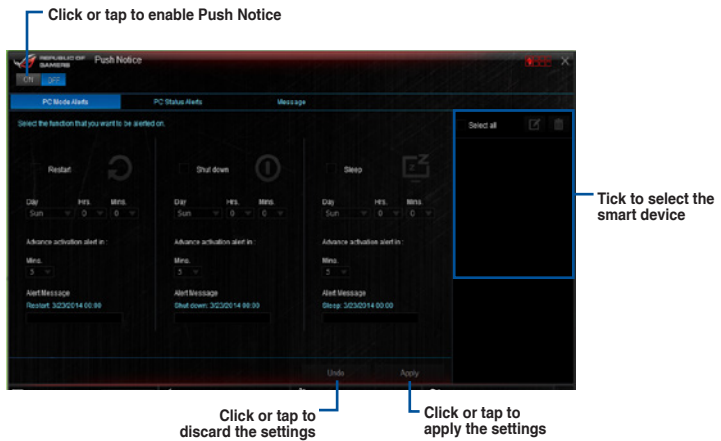 Click or tap to enable Push Notice
REPUBLIC OF
GAMERS
Push Notice
ON OFF
PC Mode Alerts PC Status Alerts Message
Select the function that you want to be alerted on.
Select all
Restart Shut down Sleep
Day Hrs. Mins. Day Hrs. Mins. Day Hrs. Mins.
Sun 0 0 Sun 0 0 Sun 0 0
Advance activation alert in : Advance activation alert in : Advance activation alert in :
Mins. Mins. Mins.
5 5 5
Alert Message Alert Message Alert Message
Restart: 3/23/2014 00:00 Shut down: 3/23/2014 00:00 Sleep: 3/23/2014 00:00
Undo Apply
Tick to select the
smart device
Click or tap to
discard the settings
Click or tap to
apply the settings